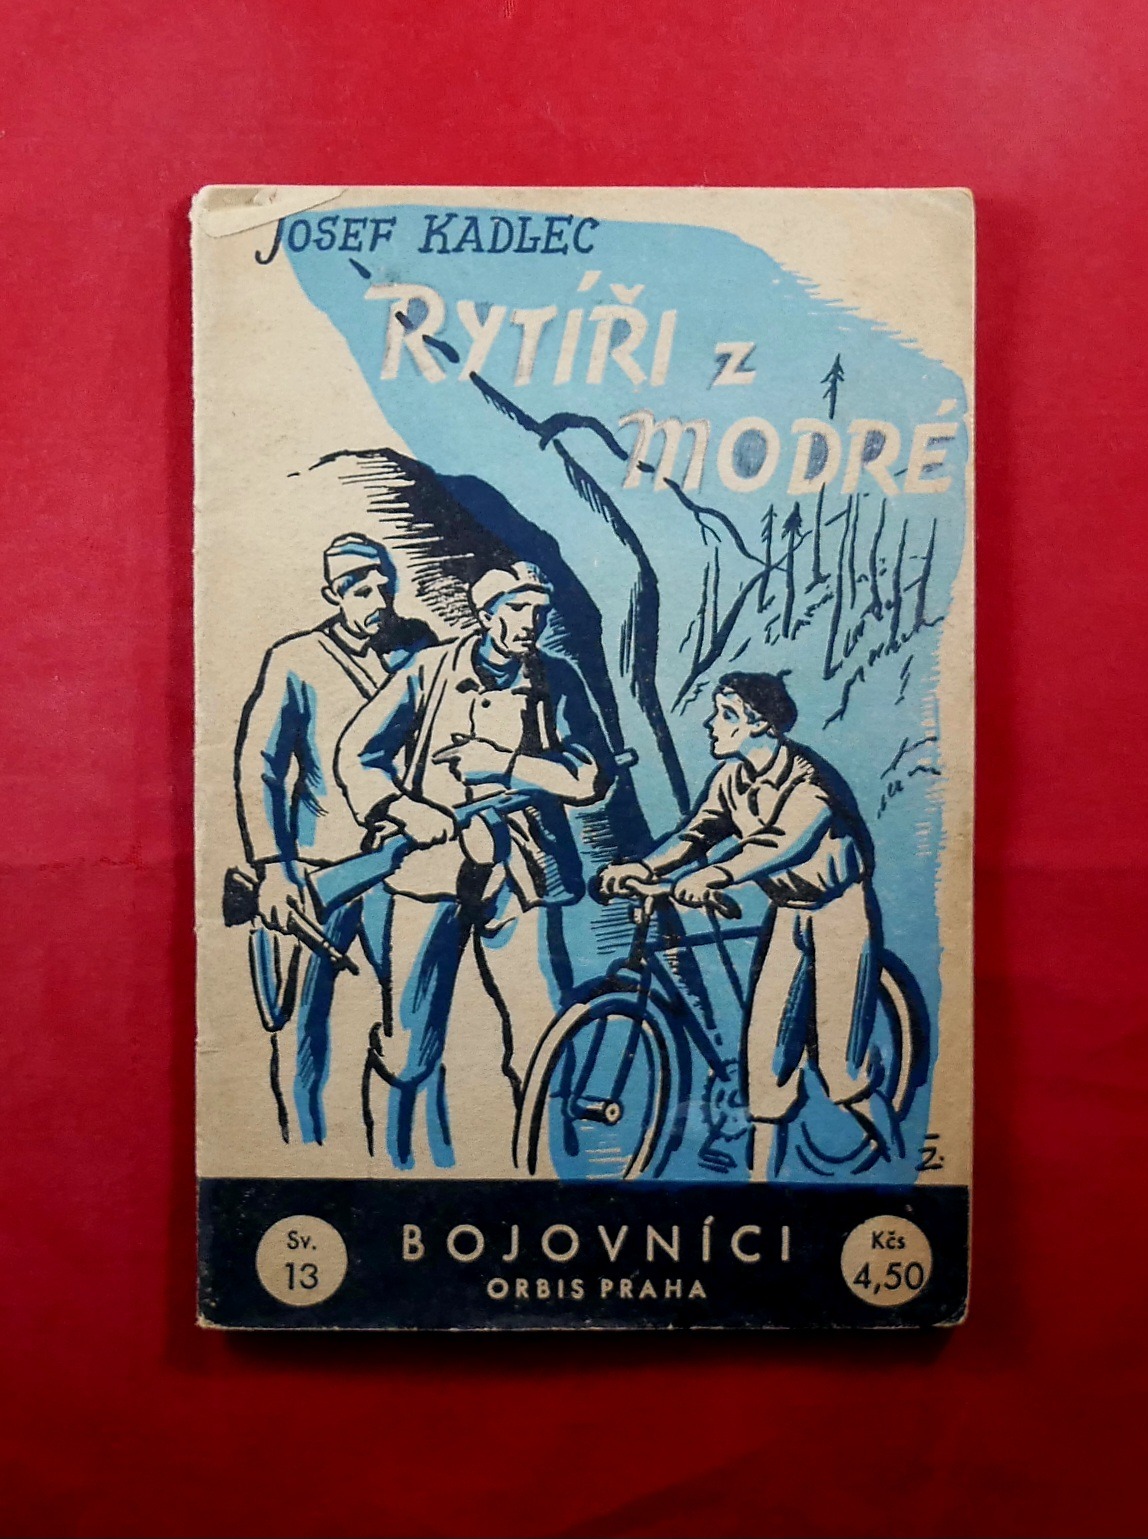 JOSEF KADLEC
RYTÍŘI Z
MODRÉ
Z.
Sv.
13
BOJOVNÍCI
ORBIS PRAHA
Kčs
4,50